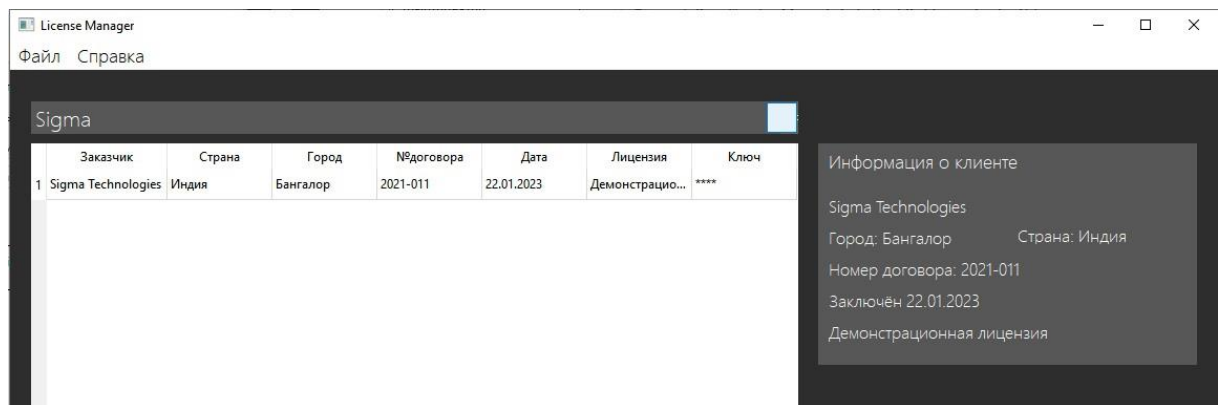 License Manager
Файл Справка
Sigma
Заказчик Страна Город №договора Дата Лицензия Ключ
1 Sigma Technologies Индия Бангалор 2021-011 22.01.2023 Демонстрацио... ****
Информация о клиенте
Sigma Technologies
Город: Бангалор Страна: Индия
Номер договора: 2021-011
Заключён 22.01.2023
Демонстрационная лицензия